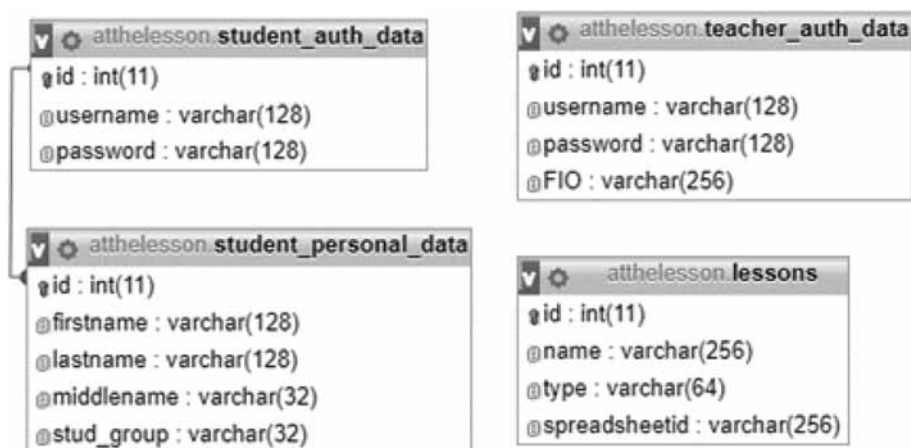 atthelesson.student_auth_data
id : int(11)
username : varchar(128)
password : varchar(128)
atthelesson.teacher_auth_data
id : int(11)
username : varchar(128)
password : varchar(128)
FIO : varchar(256)
atthelesson.student_personal_data
id : int(11)
firstname : varchar(128)
lastname : varchar(128)
middlename : varchar(32)
stud_group : varchar(32)
atthelesson.lessons
id : int(11)
name : varchar(256)
type : varchar(64)
spreadsheetid : varchar(256)